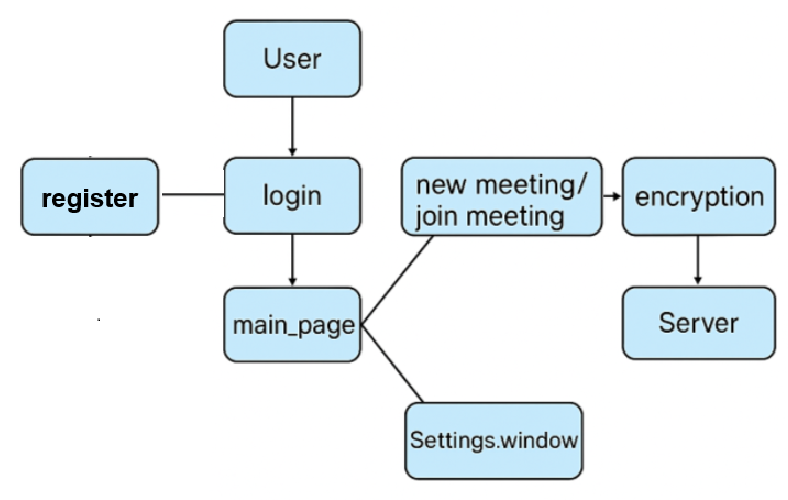 User
register
login
new meeting/
join meeting
encryption
main_page
Server
Settings.window